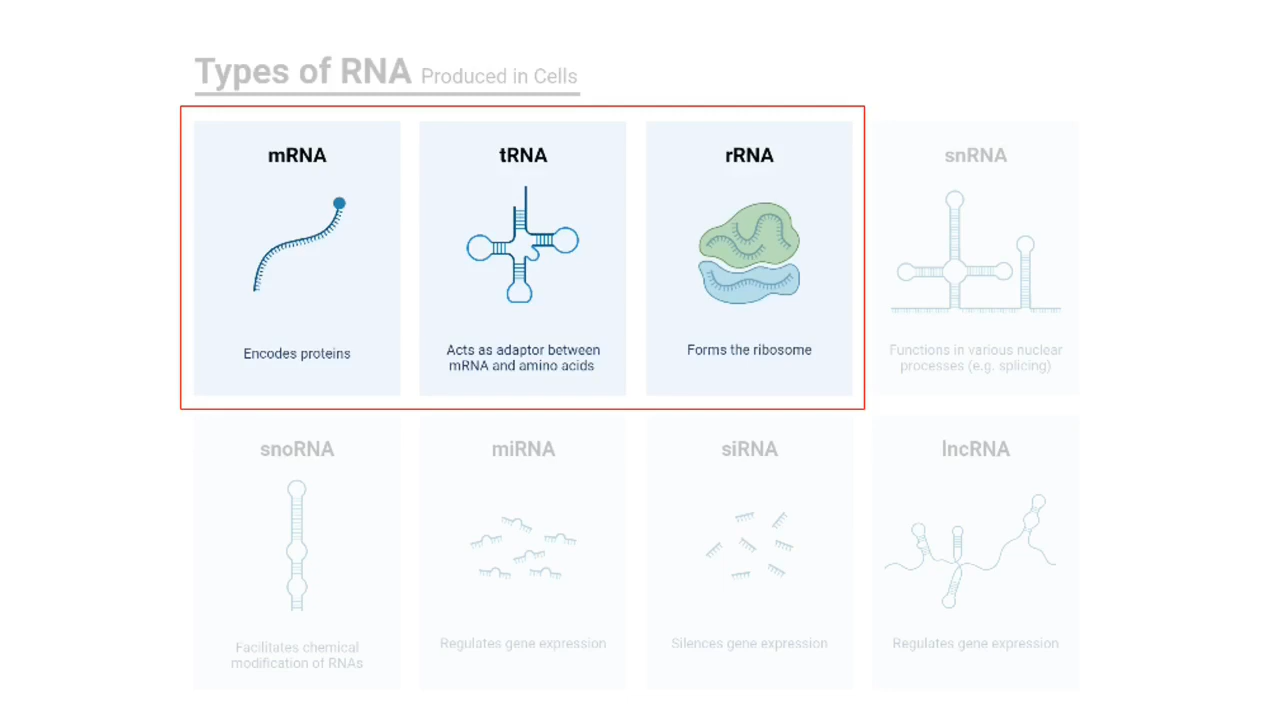 Types of RNA Produced in Cells
mRNA
Encodes proteins
tRNA
Acts as adaptor between
mRNA and amino acids
rRNA
Forms the ribosome
snRNA
Functions in various nuclear
processes (e.g. splicing)
snoRNA
Facilitates chemical
modification of RNAs
miRNA
Regulates gene expression
siRNA
Silences gene expression
lncRNA
Regulates gene expression